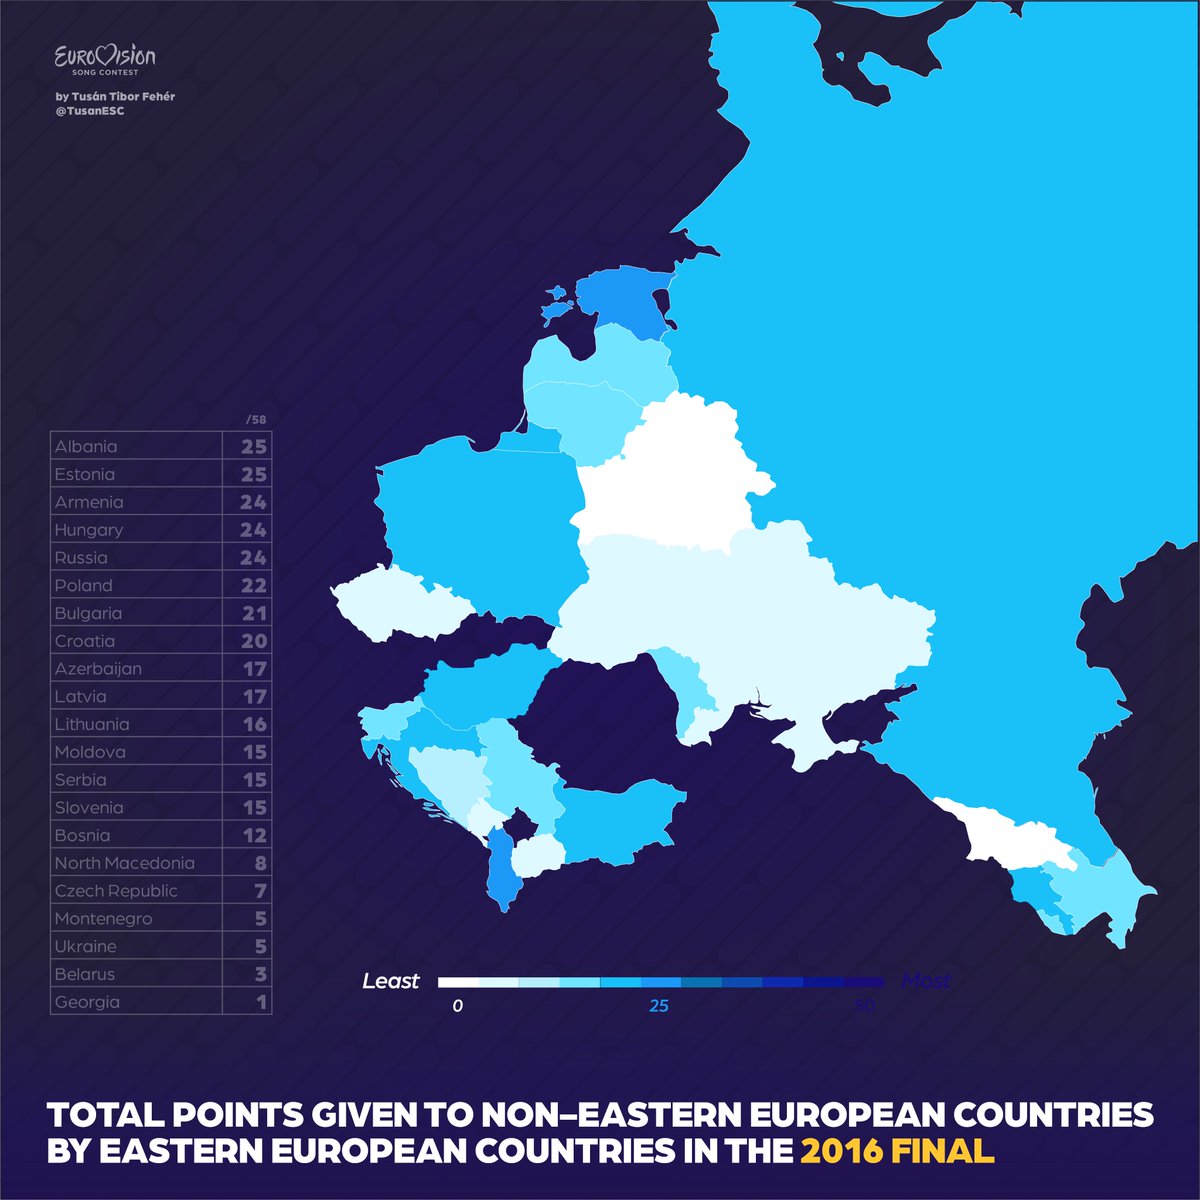 EUROVISION
SONG CONTEST
by Tusán Tibor Fehér
@TusanESC
/58
Albania 25
Estonia 25
Armenia 24
Hungary 24
Russia 24
Poland 22
Bulgaria 21
Croatia 20
Azerbaijan 17
Latvia 17
Lithuania 16
Moldova 15
Serbia 15
Slovenia 15
Bosnia 12
North Macedonia 8
Czech Republic 7
Montenegro 5
Ukraine 5
Belarus 3
Georgia 1
Least Most
0 25 50
TOTAL POINTS GIVEN TO NON-EASTERN EUROPEAN COUNTRIES
BY EASTERN EUROPEAN COUNTRIES IN THE 2016 FINAL